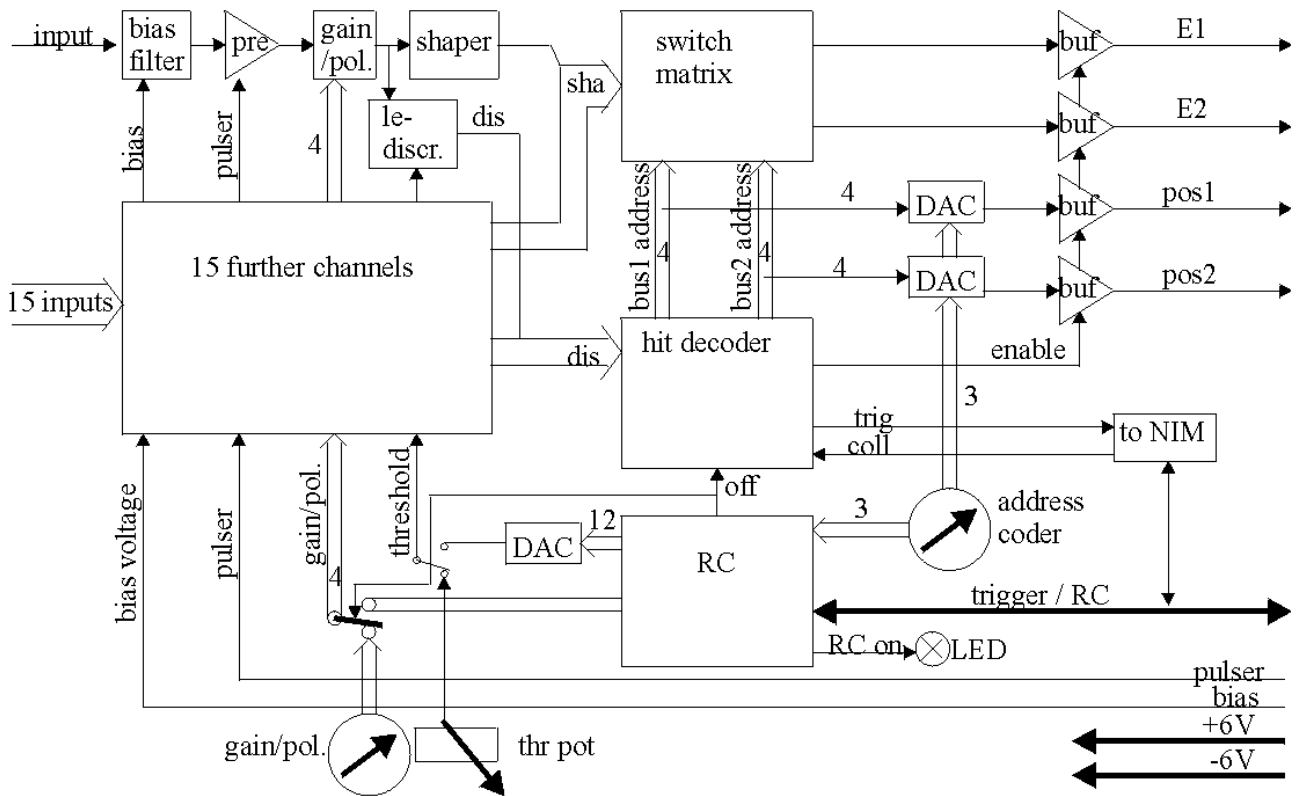 input
bias
filter
pre
gain
/pol.
shaper
sha
switch
matrix
buf
E1
le-
discr.
dis
buf
E2
bias
pulser
4
bus1 address
4
bus2 address
4
4
DAC
buf
pos1
15 further channels
4
DAC
buf
pos2
15 inputs
dis
hit decoder
enable
3
trig
coll
to NIM
bias voltage
pulser
gain/pol.
4
threshold
off
12
DAC
RC
3
address
coder
trigger / RC
RC on
LED
pulser
bias
gain/pol.
thr pot
+6V
-6V